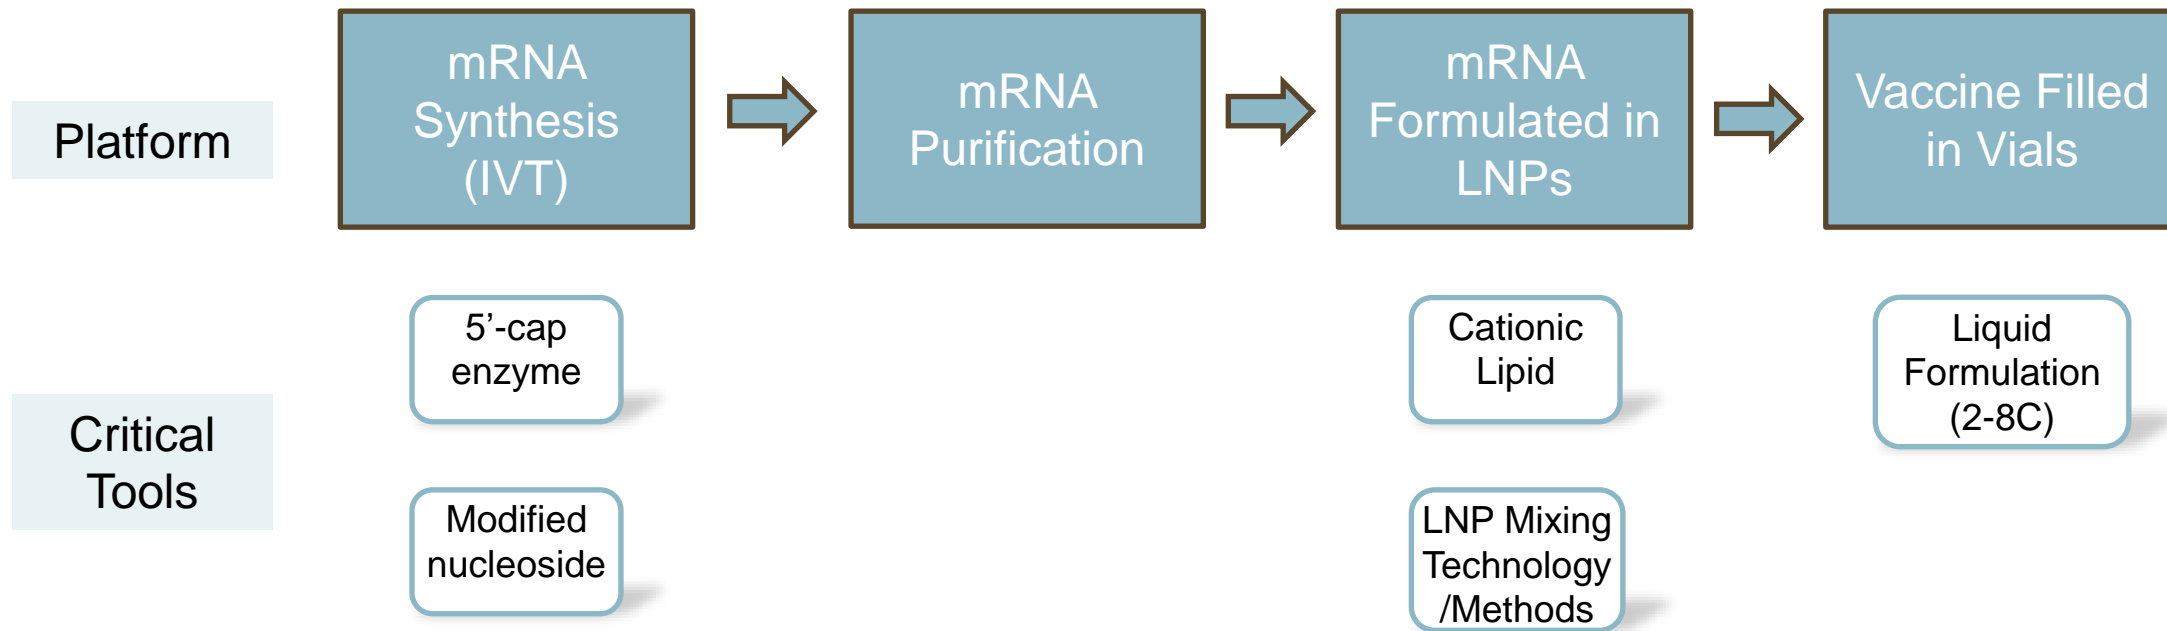 Platform
mRNA
Synthesis
(IVT)
mRNA
Purification
mRNA
Formulated in
LNPs
Vaccine Filled
in Vials
Critical
Tools
5’-cap
enzyme
Cationic
Lipid
Liquid
Formulation
(2-8C)
Modified
nucleoside
LNP Mixing
Technology
/Methods